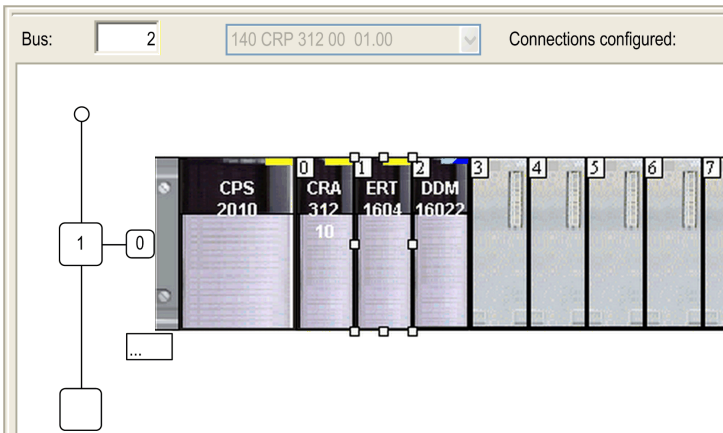 Bus: 2 140 CRP 312 00 01.00 Connections configured:
0 1 2 3 4 5 6 7
CPS 2010
CRA 312 10
ERT 1604
DDM 16022
1 0
...